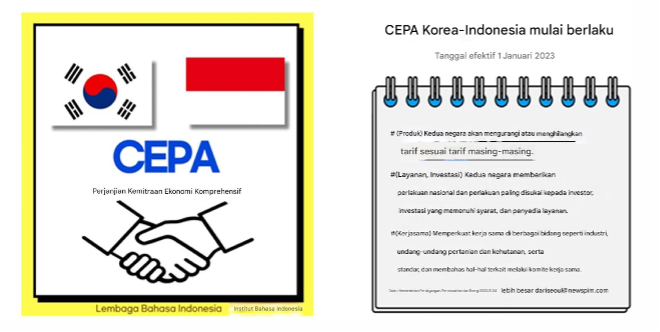 CEPA
Perjanjian Kemitraan Ekonomi Komprehensif
Lembaga Bahasa Indonesia
Institut Bahasa Indonesia
CEPA Korea-Indonesia mulai berlaku
Tanggal efektif 1 Januari 2023
# (Produk) Kedua negara akan mengurangi atau menghilangkan
tarif sesuai tarif masing-masing.
#(Layanan, Investasi) Kedua negara memberikan
perlakuan nasional dan perlakuan paling disukai kepada investor,
Investasi yang memenuhi syarat, dan penyedia layanan.
#(Kerjasama) Memperkuat kerja sama di berbagai bidang seperti industri,
undang-undang pertanian dan kehutanan, serta
standar, dan membahas hal-hal terkait melalui komite kerja sama.
lebih besar dariseoul@newspim.com